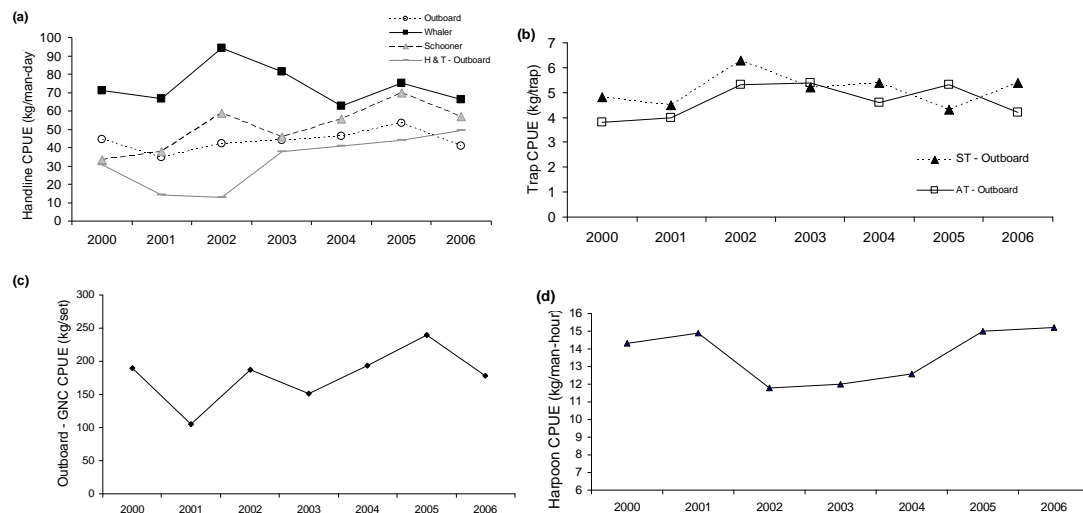 (a)
Outboard
Whaler
Schooner
H & T - Outboard
Handline CPUE (kg/man-day)
100
90
80
70
60
50
40
30
20
10
0
2000 2001 2002 2003 2004 2005 2006
(b)
Trap CPUE (kg/trap)
7
6
5
4
3
2
1
0
ST - Outboard
AT - Outboard
2000 2001 2002 2003 2004 2005 2006
(c)
Outboard - GNC CPUE (kg/set)
300
250
200
150
100
50
0
2000 2001 2002 2003 2004 2005 2006
(d)
Harpoon CPUE (kg/man-hour)
16
15
14
13
12
11
10
9
8
7
6
2000 2001 2002 2003 2004 2005 2006